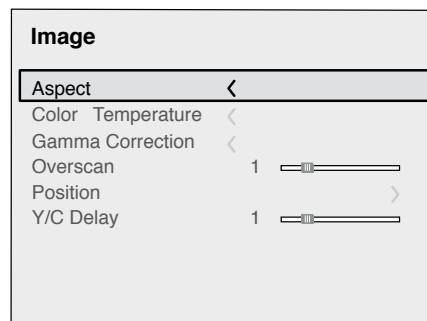 Image
Aspect
Color Temperature
Gamma Correction
Overscan 1
Position
Y/C Delay 1